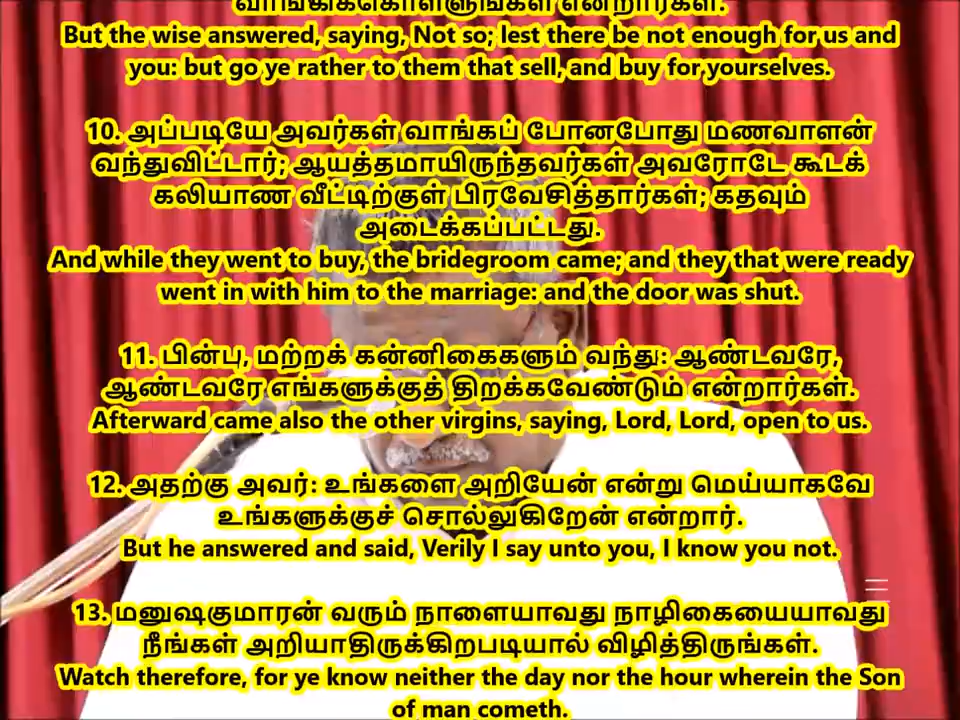 வாங்கிக்கொள்ளுங்கள் என்றார்கள்.
But the wise answered, saying, Not so; lest there be not enough for us and
you: but go ye rather to them that sell, and buy for yourselves.
10. அப்படியே அவர்கள் வாங்கப் போனபோது மணவாளன்
வந்துவிட்டார்; ஆயத்தமாயிருந்தவர்கள் அவரோடே கூடக்
கலியாண வீட்டிற்குள் பிரவேசித்தார்கள்; கதவும்
அடைக்கப்பட்டது.
And while they went to buy, the bridegroom came; and they that were ready
went in with him to the marriage: and the door was shut.
11. பின்பு, மற்றக் கன்னிகைகளும் வந்து: ஆண்டவரே,
ஆண்டவரே எங்களுக்குத் திறக்கவேண்டும் என்றார்கள்.
Afterward came also the other virgins, saying, Lord, Lord, open to us.
12. அதற்கு அவர்: உங்களை அறியேன் என்று மெய்யாகவே
உங்களுக்குச் சொல்லுகிறேன் என்றார்.
But he answered and said, Verily I say unto you, I know you not.
13. மனுஷகுமாரன் வரும் நாளையாவது நாழிகையையாவது
நீங்கள் அறியாதிருக்கிறபடியால் விழித்திருங்கள்.
Watch therefore, for ye know neither the day nor the hour wherein the Son
of man cometh.